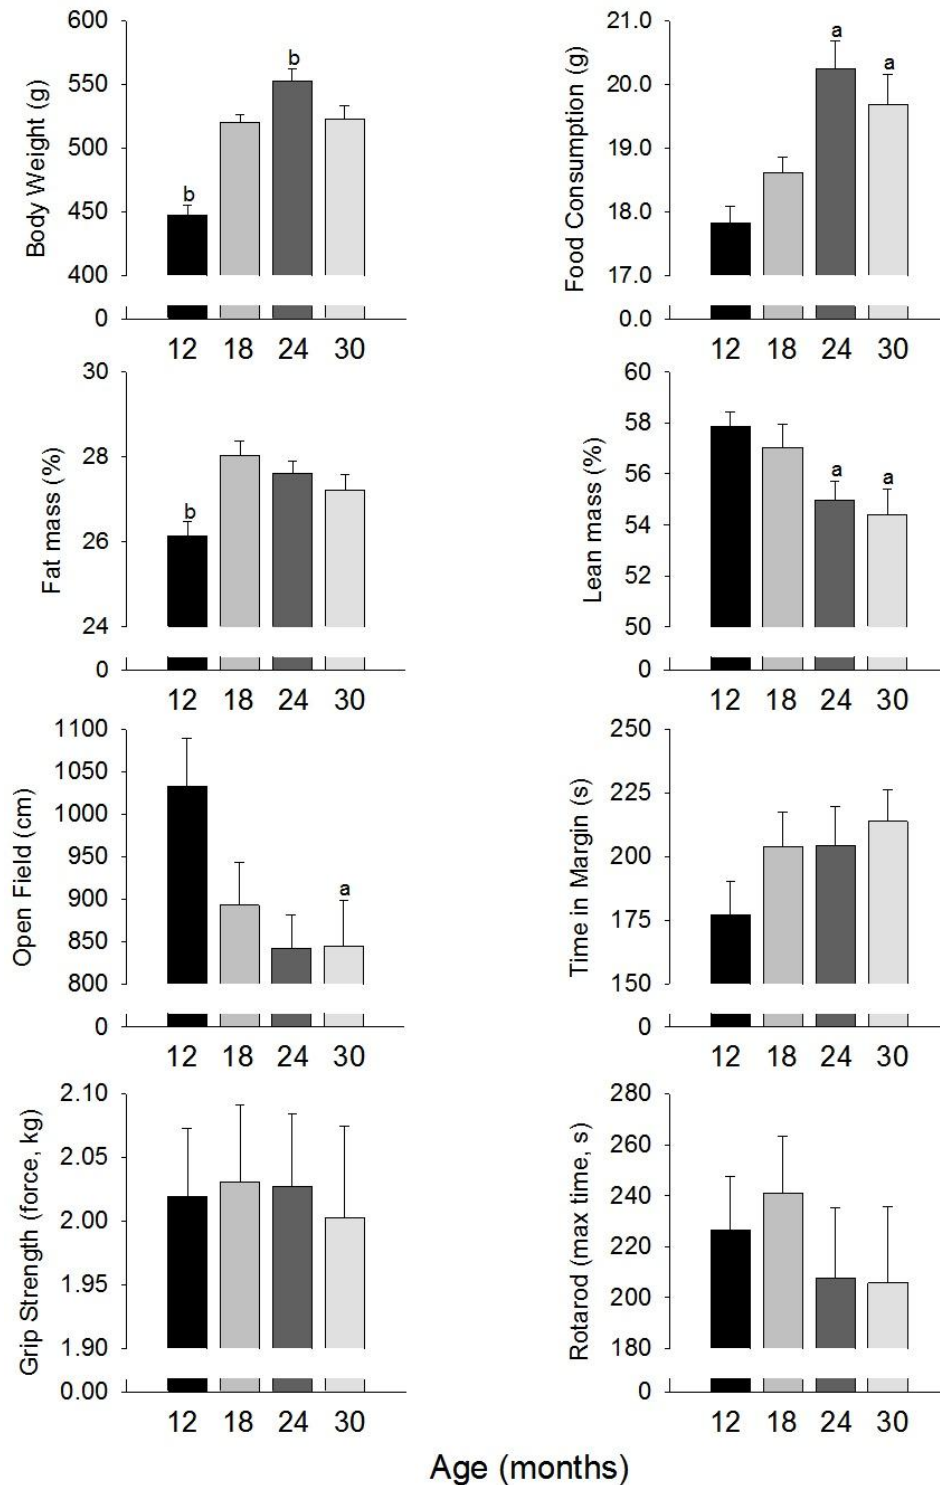 Body Weight (g)
600
550
500
450
400
0
b
b
12 18 24 30
Food Consumption (g)
21.0
20.0
19.0
18.0
17.0
0.0
a
a
12 18 24 30
Fat mass (%)
30
28
26
24
0
b
12 18 24 30
Lean mass (%)
60
58
56
54
52
50
0
a
a
12 18 24 30
Open Field (cm)
1100
1050
1000
950
900
850
800
0
a
12 18 24 30
Time in Margin (s)
250
225
200
175
150
0
12 18 24 30
Grip Strength (force, kg)
2.10
2.05
2.00
1.95
1.90
0.00
12 18 24 30
Rotarod (max time, s)
280
260
240
220
200
180
0
12 18 24 30
Age (months)